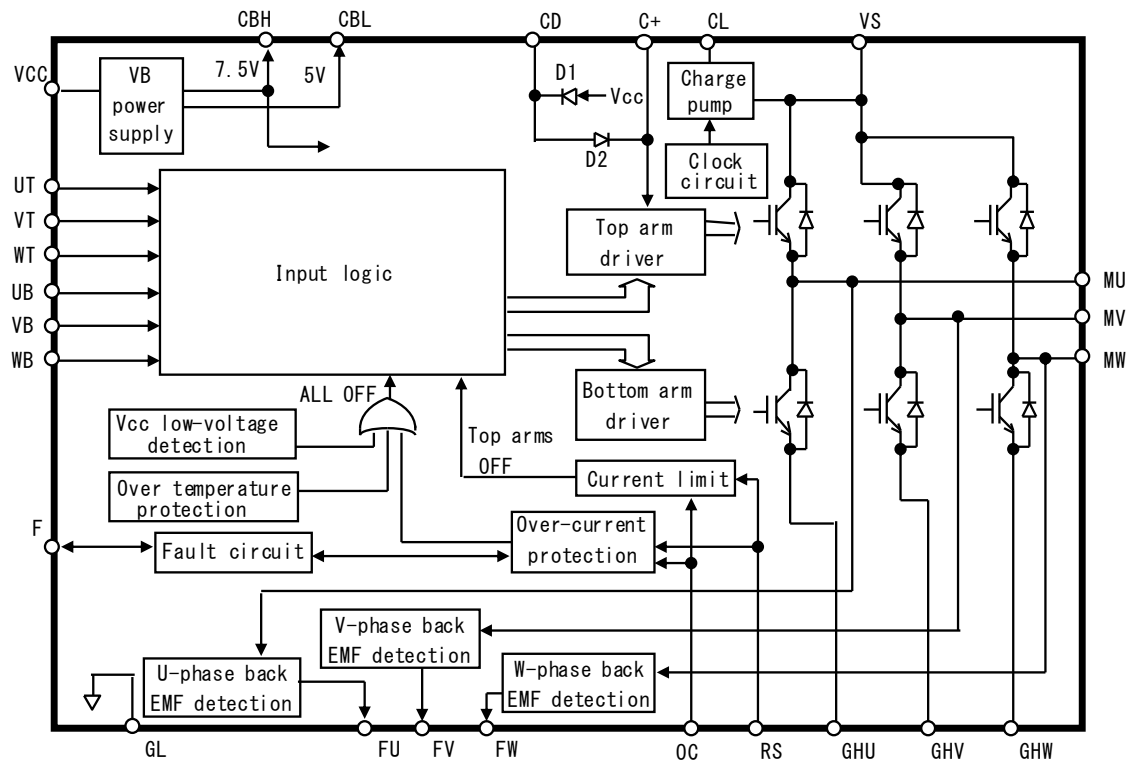 CBH
CBL
CD
C+
CL
VS
VCC
VB
power
supply
7.5V
5V
D1
Vcc
D2
Charge
pump
Clock
circuit
UT
VT
WT
UB
VB
WB
Input logic
Top arm
driver
Bottom arm
driver
MU
MV
MW
ALL OFF
Vcc low-voltage
detection
Top arms
OFF
Over temperature
protection
Current limit
F
Fault circuit
Over-current
protection
V-phase back
EMF detection
U-phase back
EMF detection
W-phase back
EMF detection
GL
FU
FV
FW
OC
RS
GHU
GHV
GHW